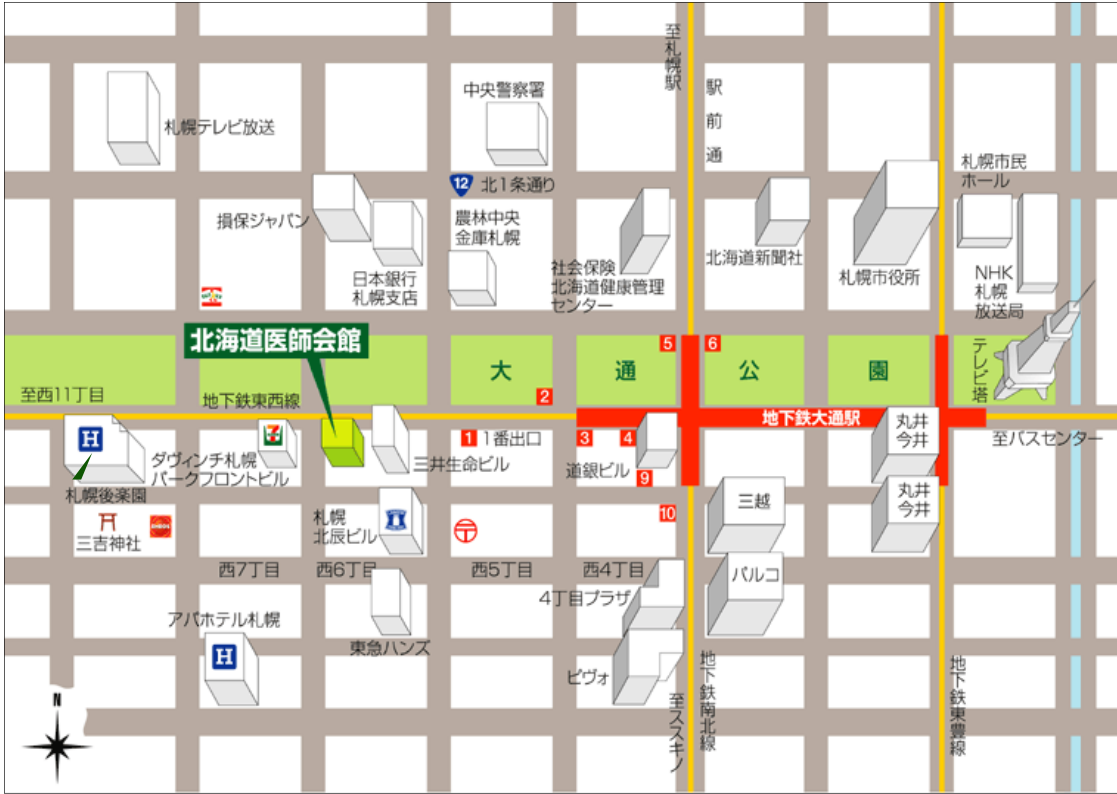 至札幌駅
駅前通
中央警察署
札幌テレビ放送
12
北1条通り
札幌市民
ホール
損保ジャパン
農林中央
金庫札幌
日本銀行
札幌支店
社会保険
北海道健康管理
センター
北海道新聞社
札幌市役所
NHK
札幌
放送局
北海道医師会館
大通公園
5
6
テレビ塔
至西11丁目
地下鉄東西線
2
地下鉄大通駅
丸井
今井
至バスセンター
H
7
1
1番出口
3
4
道銀ビル
9
ダヴィンチ札幌
パークフロントビル
三井生命ビル
札幌後楽園
三越
丸井
今井
10
三吉神社
ENEOS
札幌
北辰ビル
〒
西7丁目
西6丁目
西5丁目
西4丁目
パルコ
4丁目プラザ
アパホテル札幌
H
東急ハンズ
ピヴォ
地下鉄南北線
至ススキノ
地下鉄東豊線
N